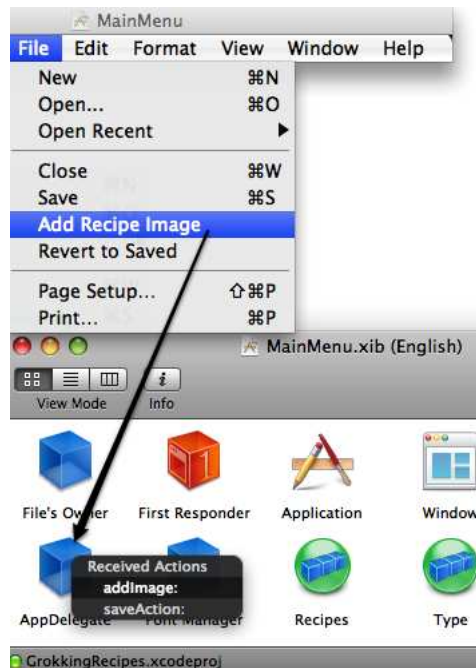 MainMenu
File Edit Format View Window Help
New ⌘N
Open... ⌘O
Open Recent
Close ⌘W
Save ⌘S
Add Recipe Image
Revert to Saved
Page Setup... ⇧⌘P
Print... ⌘P
MainMenu.xib (English)
View Mode Info
File's Owner First Responder Application Window
Received Actions
addImage:
saveAction:
AppDelegate Font Manager Recipes Type
GrokkingRecipes.xcodeproj